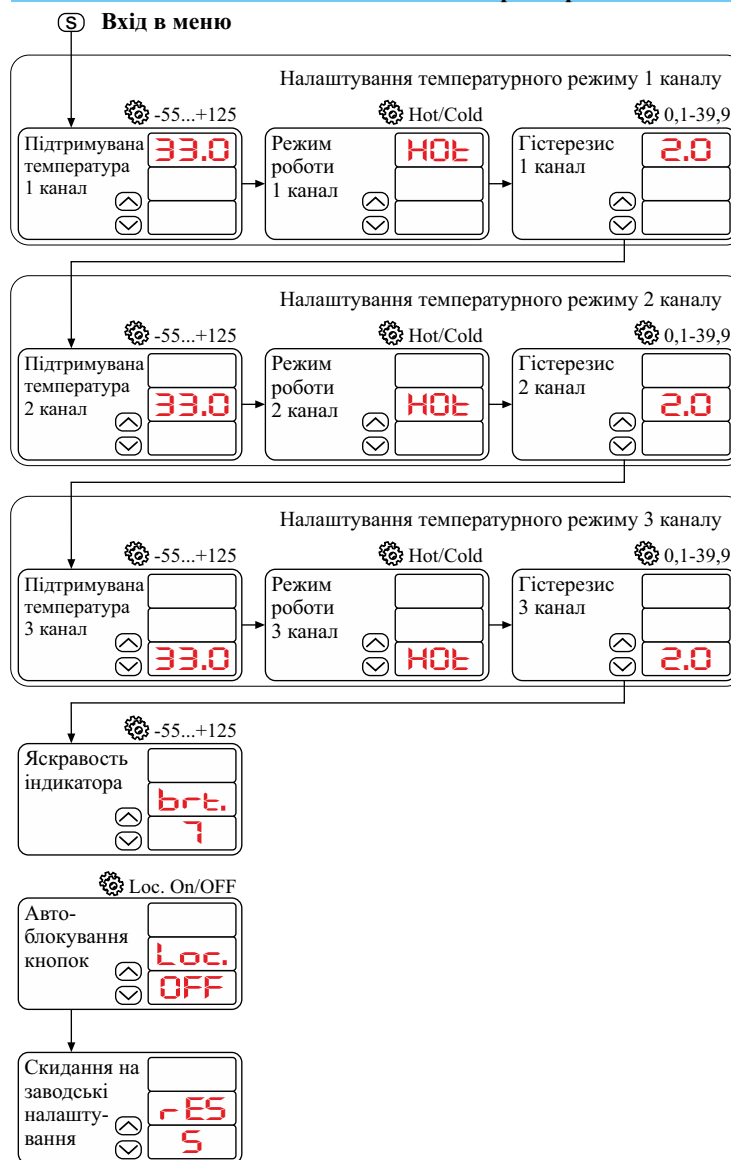 S Вхід в меню
Налаштування температурного режиму 1 каналу
-55...+125
Підтримувана
температура
1 канал
33.0
Hot/Cold
Режим
роботи
1 канал
HOt
0,1-39,9
Гістерезис
1 канал
2.0
Налаштування температурного режиму 2 каналу
-55...+125
Підтримувана
температура
2 канал
33.0
Hot/Cold
Режим
роботи
2 канал
HOt
0,1-39,9
Гістерезис
2 канал
2.0
Налаштування температурного режиму 3 каналу
-55...+125
Підтримувана
температура
3 канал
33.0
Hot/Cold
Режим
роботи
3 канал
HOt
0,1-39,9
Гістерезис
3 канал
2.0
-55...+125
Яскравость
індикатора
brt.
7
Loc. On/OFF
Авто-
блокування
кнопок
Loc.
OFF
Скидання на
заводські
налашту-
вання
rES
5